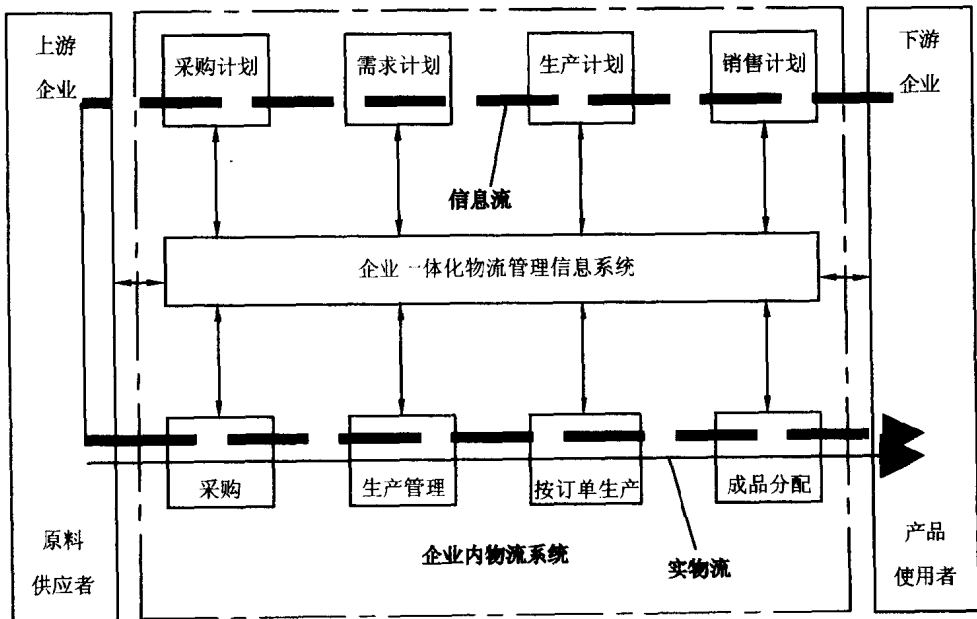 上游
企业
采购计划
需求计划
生产计划
销售计划
下游
企业
信息流
企业一体化物流管理信息系统
采购
生产管理
按订单生产
成品分配
原料
供应者
企业内物流系统
实物流
产品
使用者